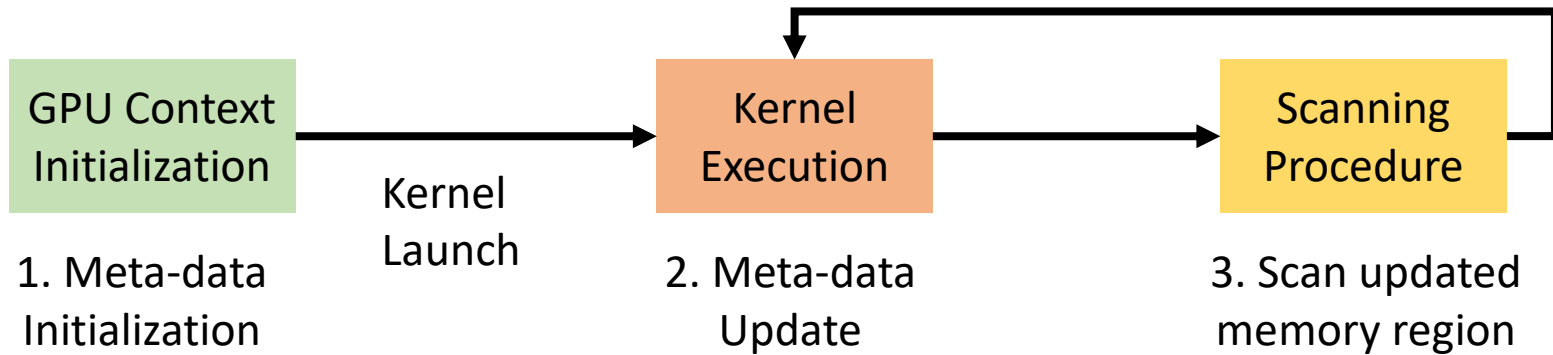 GPU Context
Initialization
Kernel
Launch
Kernel
Execution
Scanning
Procedure
1. Meta-data
Initialization
2. Meta-data
Update
3. Scan updated
memory region